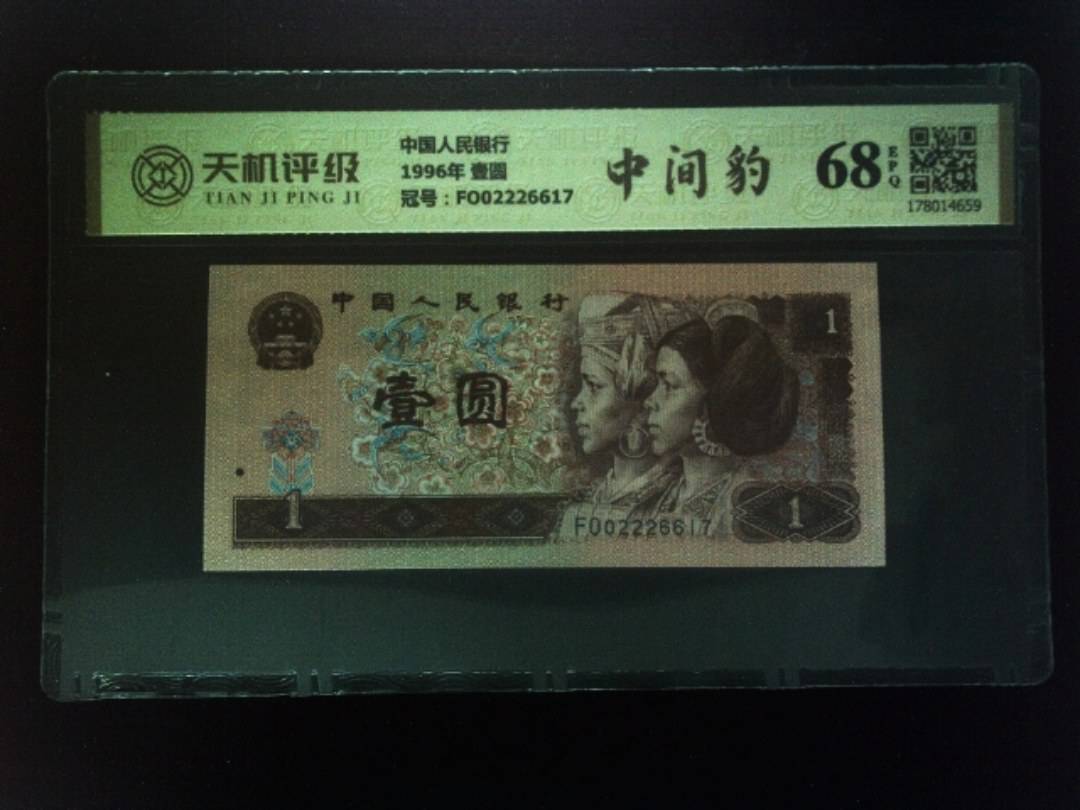 天机评级
TIAN JI PING JI
中国人民银行
1996年 壹圆
冠号：FO02226617
中间豹
68
EPQ
178014659
中国人民银行
壹圆
1
1
FO02226617
1